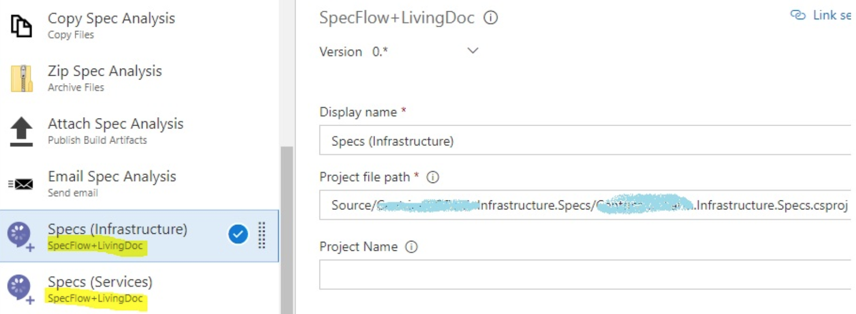 Copy Spec Analysis
Copy Files
Zip Spec Analysis
Archive Files
Attach Spec Analysis
Publish Build Artifacts
Email Spec Analysis
Send email
Specs (Infrastructure)
SpecFlow+LivingDoc
Specs (Services)
SpecFlow+LivingDoc
SpecFlow+LivingDoc
Link se
Version 0.*
Display name *
Specs (Infrastructure)
Project file path *
Source/ Infrastructure.Specs/ .Infrastructure.Specs.csproj
Project Name